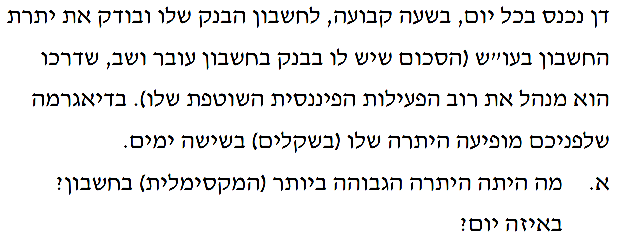 דן נכנס בכל יום, בשעה קבועה, לחשבון הבנק שלו ובודק את יתרת
החשבון בעו״ש (הסכום שיש לו בבנק בחשבון עובר ושב, שדרכו
הוא מנהל את רוב הפעילות הפיננסית השוטפת שלו). בדיאגרמה
שלפניכם מופיעה היתרה שלו (בשקלים) בשישה ימים.
א. מה היתה היתרה הגבוהה ביותר (המקסימלית) בחשבון?
באיזה יום?